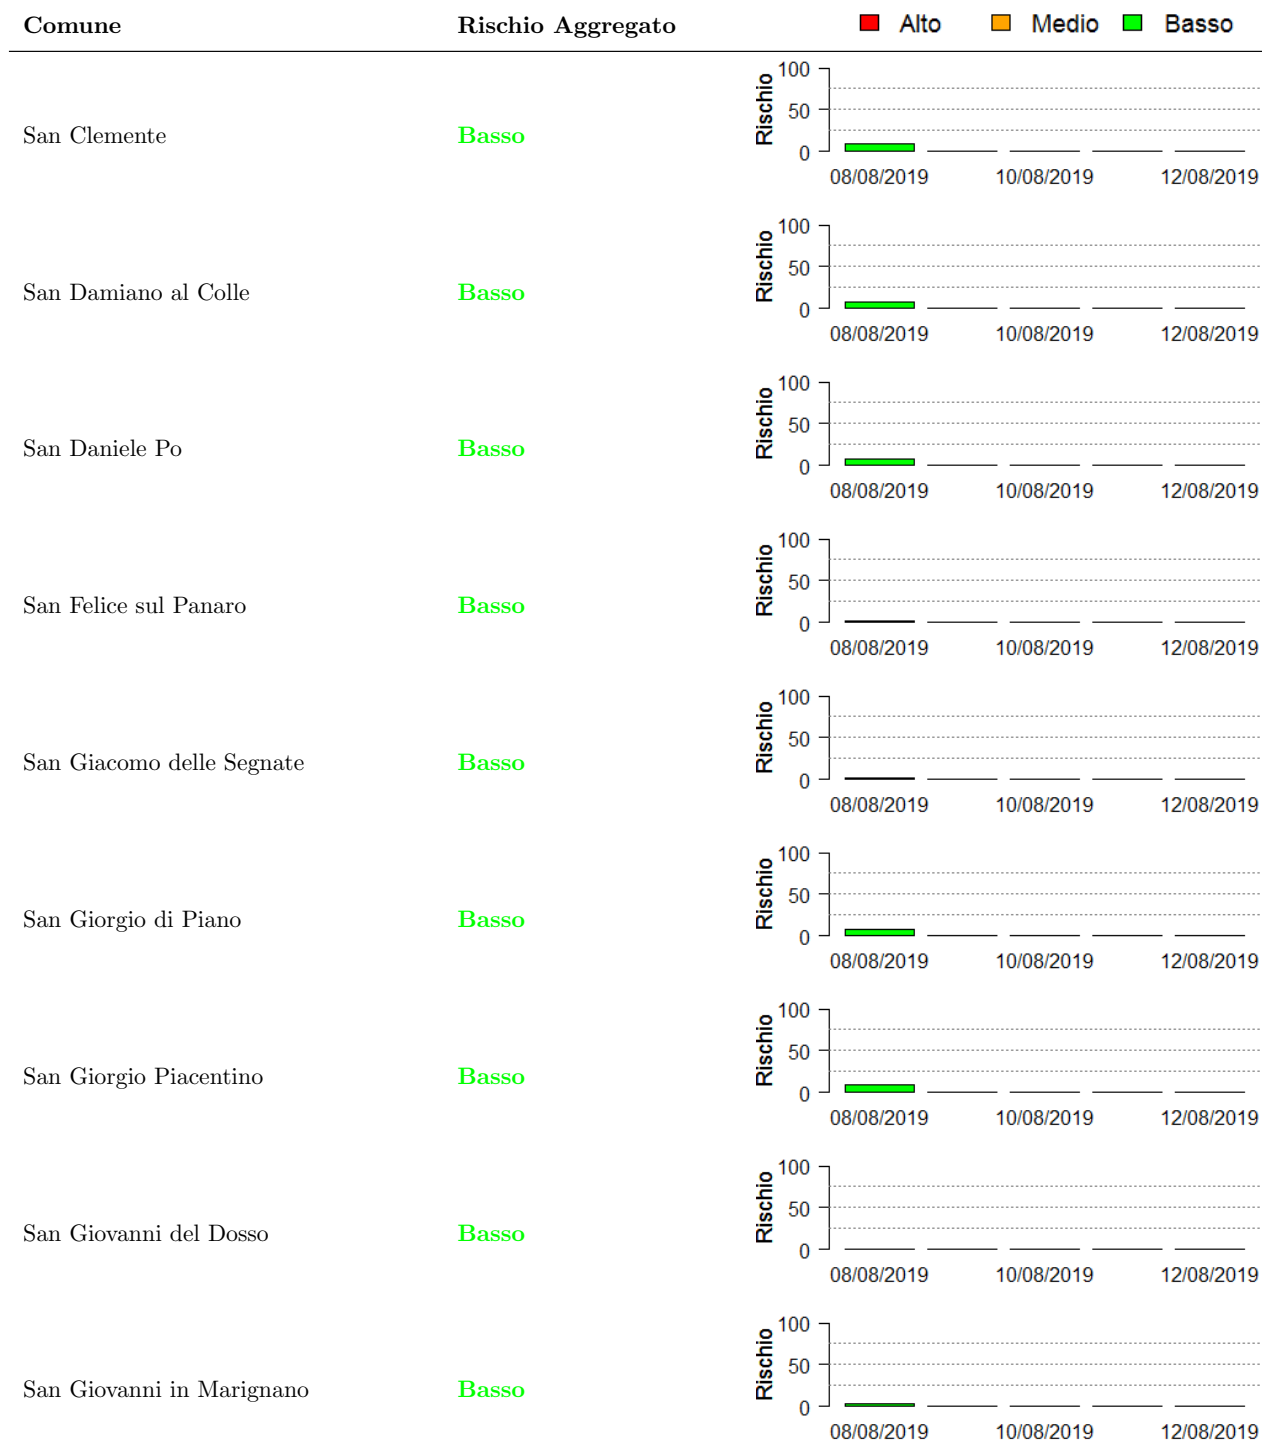 Comune Rischio Aggregato Alto Medio Basso
100
50
0
Rischio
San Clemente Basso
08/08/2019 10/08/2019 12/08/2019
100
50
0
Rischio
San Damiano al Colle Basso
08/08/2019 10/08/2019 12/08/2019
100
50
0
Rischio
San Daniele Po Basso
08/08/2019 10/08/2019 12/08/2019
100
50
0
Rischio
San Felice sul Panaro Basso
08/08/2019 10/08/2019 12/08/2019
100
50
0
Rischio
San Giacomo delle Segnate Basso
08/08/2019 10/08/2019 12/08/2019
100
50
0
Rischio
San Giorgio di Piano Basso
08/08/2019 10/08/2019 12/08/2019
100
50
0
Rischio
San Giorgio Piacentino Basso
08/08/2019 10/08/2019 12/08/2019
100
50
0
Rischio
San Giovanni del Dosso Basso
08/08/2019 10/08/2019 12/08/2019
100
50
0
Rischio
San Giovanni in Marignano Basso
08/08/2019 10/08/2019 12/08/2019